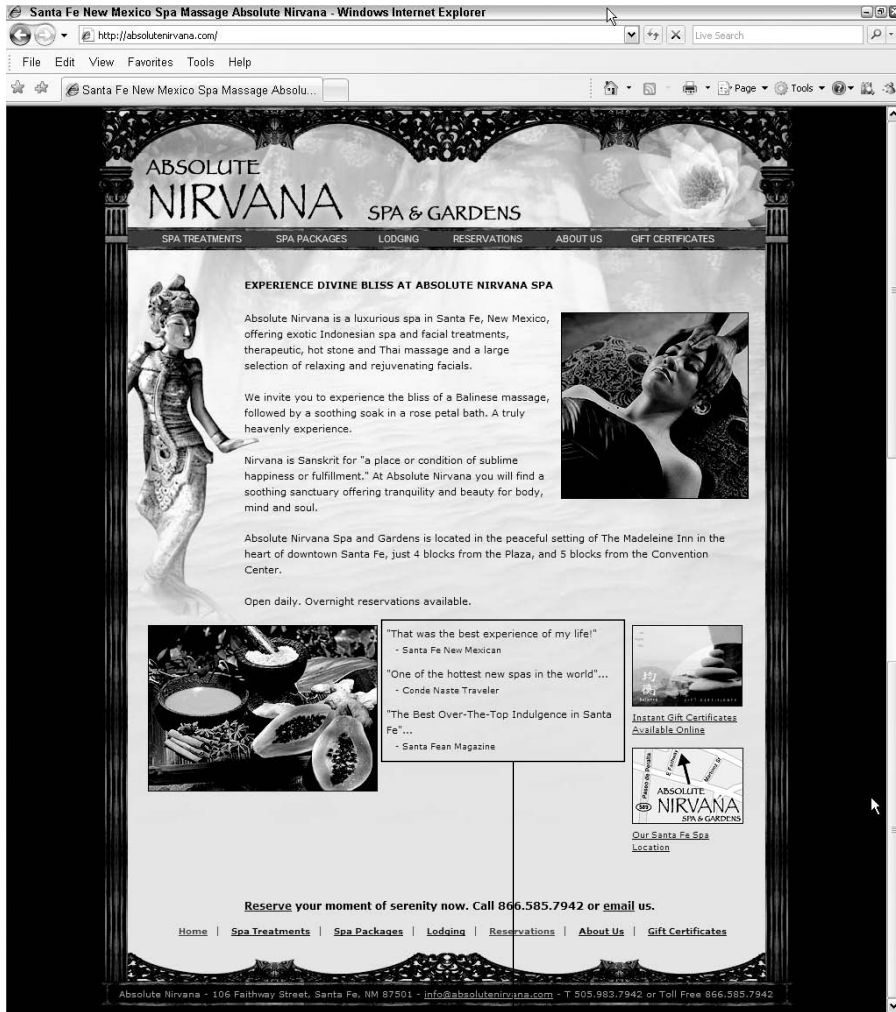 Santa Fe New Mexico Spa Massage Absolute Nirvana - Windows Internet Explorer
http://absolutenirvana.com/
Live Search
File Edit View Favorites Tools Help
Santa Fe New Mexico Spa Massage Absolu...
Page Tools
ABSOLUTE
NIRVANA SPA & GARDENS
SPA TREATMENTS SPA PACKAGES LODGING RESERVATIONS ABOUT US GIFT CERTIFICATES
EXPERIENCE DIVINE BLISS AT ABSOLUTE NIRVANA SPA
Absolute Nirvana is a luxurious spa in Santa Fe, New Mexico,
offering exotic Indonesian spa and facial treatments,
therapeutic, hot stone and Thai massage and a large
selection of relaxing and rejuvenating facials.
We invite you to experience the bliss of a Balinese massage,
followed by a soothing soak in a rose petal bath. A truly
heavenly experience.
Nirvana is Sanskrit for "a place or condition of sublime
happiness or fulfillment." At Absolute Nirvana you will find a
soothing sanctuary offering tranquility and beauty for body,
mind and soul.
Absolute Nirvana Spa and Gardens is located in the peaceful setting of The Madeleine Inn in the
heart of downtown Santa Fe, just 4 blocks from the Plaza, and 5 blocks from the Convention
Center.
Open daily. Overnight reservations available.
"That was the best experience of my life!"
- Santa Fe New Mexican
"One of the hottest new spas in the world"...
- Conde Naste Traveler
"The Best Over-The-Top Indulgence in Santa
Fe"...
- Santa Fean Magazine
Instant Gift Certificates
Available Online
Paseo de Peralta
E Faithway
Martinez St
589
ABSOLUTE
NIRVANA
SPA & GARDENS
Our Santa Fe Spa
Location
Reserve your moment of serenity now. Call 866.585.7942 or email us.
Home | Spa Treatments | Spa Packages | Lodging | Reservations | About Us | Gift Certificates
Absolute Nirvana - 106 Faithway Street, Santa Fe, NM 87501 - info@absolutenirvana.com - T 505.983.7942 or Toll Free 866.585.7942